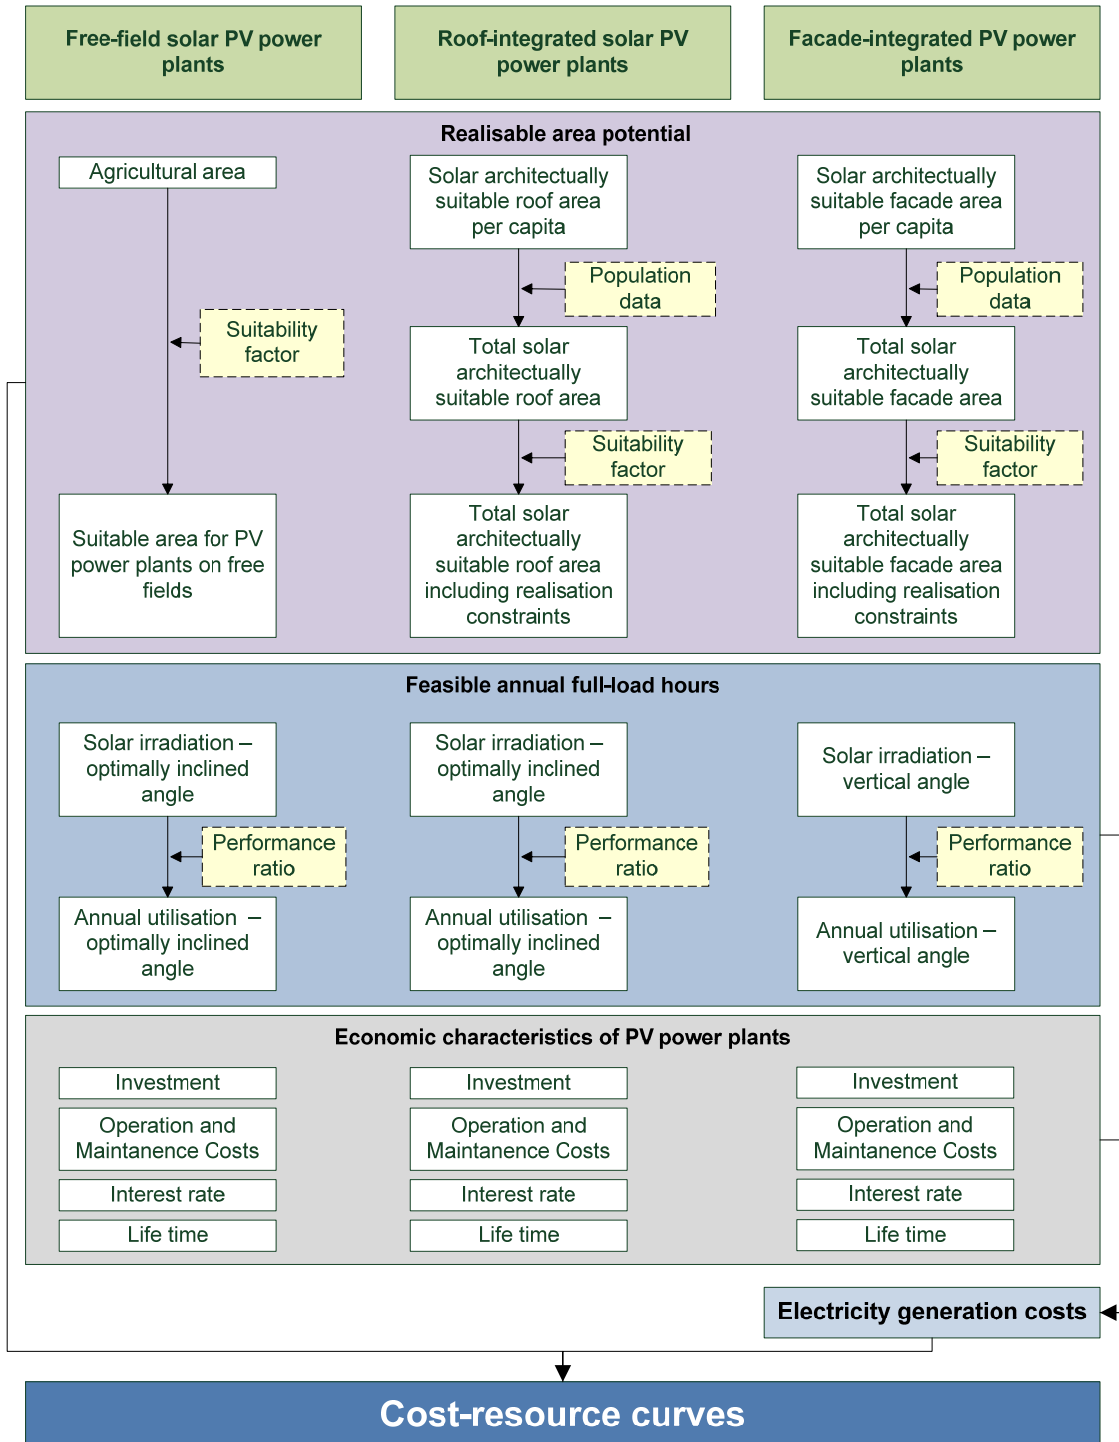 Free-field solar PV power
plants
Roof-integrated solar PV
power plants
Facade-integrated PV power
plants
Realisable area potential
Agricultural area
Suitability
factor
Suitable area for PV
power plants on free
fields
Solar architectually
suitable roof area
per capita
Population
data
Total solar
architectually
suitable roof area
Suitability
factor
Total solar
architectually
suitable roof area
including realisation
constraints
Solar architectually
suitable facade area
per capita
Population
data
Total solar
architectually
suitable facade area
Suitability
factor
Total solar
architectually
suitable facade area
including realisation
constraints
Feasible annual full-load hours
Solar irradiation –
optimally inclined
angle
Performance
ratio
Annual utilisation –
optimally inclined
angle
Solar irradiation –
optimally inclined
angle
Performance
ratio
Annual utilisation –
optimally inclined
angle
Solar irradiation –
vertical angle
Performance
ratio
Annual utilisation –
vertical angle
Economic characteristics of PV power plants
Investment
Operation and
Maintanence Costs
Interest rate
Life time
Investment
Operation and
Maintanence Costs
Interest rate
Life time
Investment
Operation and
Maintanence Costs
Interest rate
Life time
Electricity generation costs
Cost-resource curves